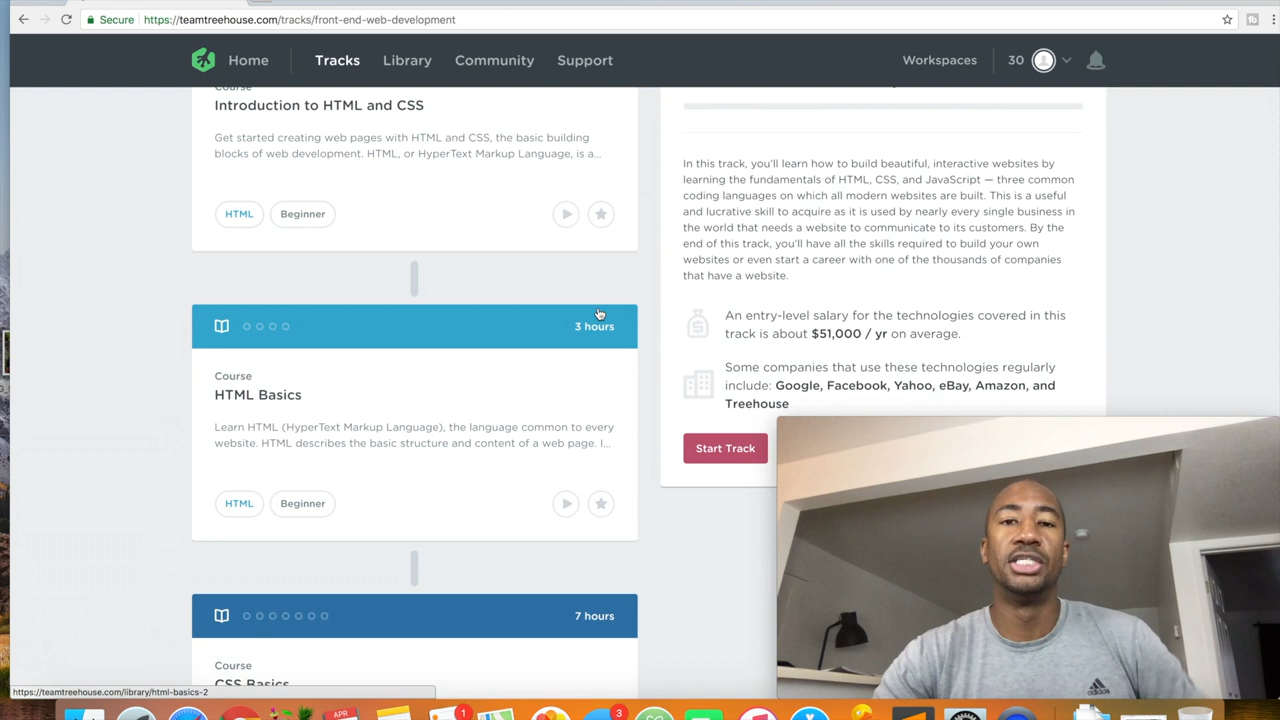 Secure
https://teamtreehouse.com/tracks/front-end-web-development
Home
Tracks
Library
Community
Support
Workspaces
30
Course
Introduction to HTML and CSS
Get started creating web pages with HTML and CSS, the basic building
blocks of web development. HTML, or HyperText Markup Language, is a...
HTML
Beginner
3 hours
Course
HTML Basics
Learn HTML (HyperText Markup Language), the language common to every
website. HTML describes the basic structure and content of a web page. I...
HTML
Beginner
7 hours
Course
CSS Basics
In this track, you'll learn how to build beautiful, interactive websites by
learning the fundamentals of HTML, CSS, and JavaScript — three common
coding languages on which all modern websites are built. This is a useful
and lucrative skill to acquire as it is used by nearly every single business in
the world that needs a website to communicate to its customers. By the
end of this track, you'll have all the skills required to build your own
websites or even start a career with one of the thousands of companies
that have a website.
An entry-level salary for the technologies covered in this
track is about $51,000 / yr on average.
Some companies that use these technologies regularly
include: Google, Facebook, Yahoo, eBay, Amazon, and
Treehouse
Start Track
adidas
https://teamtreehouse.com/library/html-basics-2
APR
1
3